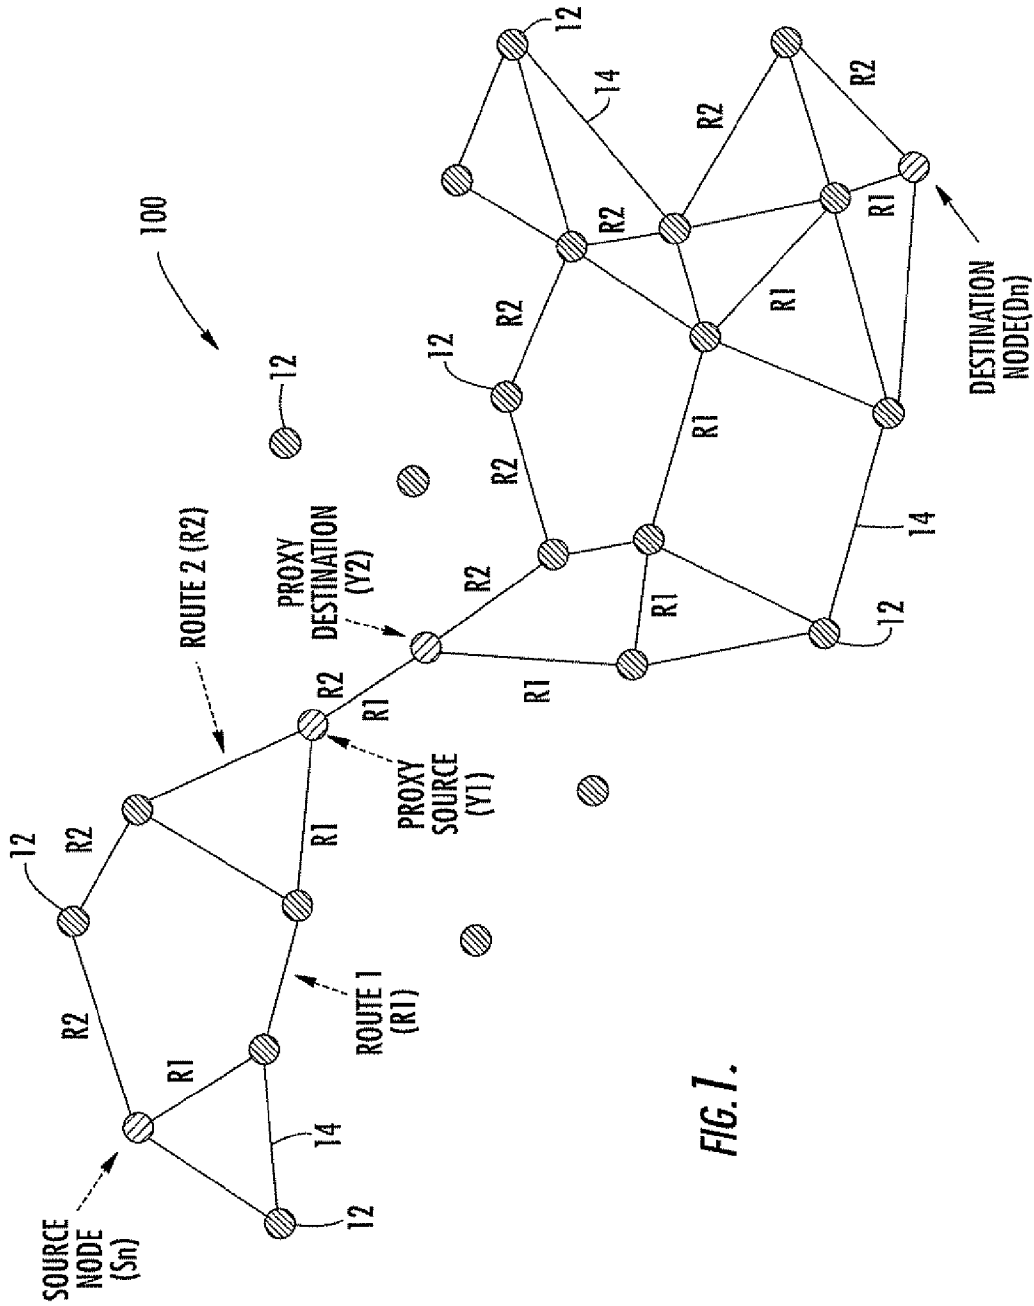 100
12
12
14
R2
R2
R2
R2
R2
R1
R1
R1
R1
R1
12
12
DESTINATION
NODE(Dn)
14
12
PROXY
DESTINATION
(Y2)
ROUTE 2 (R2)
R2
R2
R1
PROXY
SOURCE
(Y1)
R1
12
R2
R2
ROUTE 1
(R1)
R1
14
12
SOURCE
NODE
(Sn)
FIG. 1.